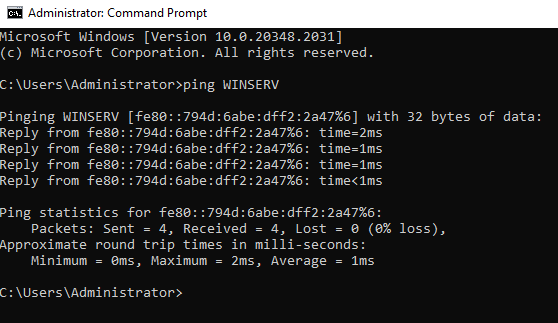 Administrator: Command Prompt
Microsoft Windows [Version 10.0.20348.2031]
(c) Microsoft Corporation. All rights reserved.
C:\Users\Administrator>ping WINSERV
Pinging WINSERV [fe80::794d:6abe:dff2:2a47%6] with 32 bytes of data:
Reply from fe80::794d:6abe:dff2:2a47%6: time=2ms
Reply from fe80::794d:6abe:dff2:2a47%6: time=1ms
Reply from fe80::794d:6abe:dff2:2a47%6: time=1ms
Reply from fe80::794d:6abe:dff2:2a47%6: time<1ms
Ping statistics for fe80::794d:6abe:dff2:2a47%6:
    Packets: Sent = 4, Received = 4, Lost = 0 (0% loss),
Approximate round trip times in milli-seconds:
    Minimum = 0ms, Maximum = 2ms, Average = 1ms
C:\Users\Administrator>